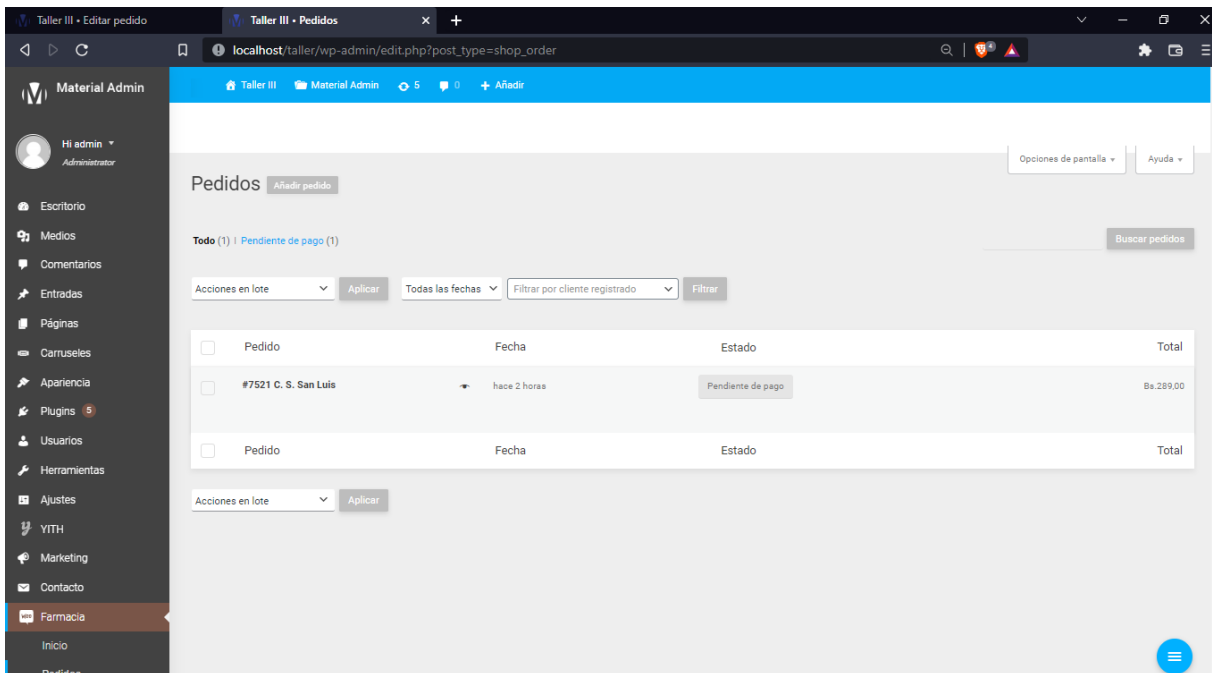 Taller III • Editar pedido
Taller III • Pedidos
localhost/taller/wp-admin/edit.php?post_type=shop_order
Material Admin
Taller III
Material Admin
5
0
+ Añadir
Hi admin
Administrator
Opciones de pantalla
Ayuda
Pedidos
Añadir pedido
Todo (1) | Pendiente de pago (1)
Buscar pedidos
Acciones en lote
Aplicar
Todas las fechas
Filtrar por cliente registrado
Filtrar
Pedido
Fecha
Estado
Total
#7521 C. S. San Luis
hace 2 horas
Pendiente de pago
Bs.289,00
Pedido
Fecha
Estado
Total
Acciones en lote
Aplicar
Escritorio
Medios
Comentarios
Entradas
Páginas
Carruseles
Apariencia
Plugins 5
Usuarios
Herramientas
Ajustes
YITH
Marketing
Contacto
Farmacia
Inicio
Pedidos